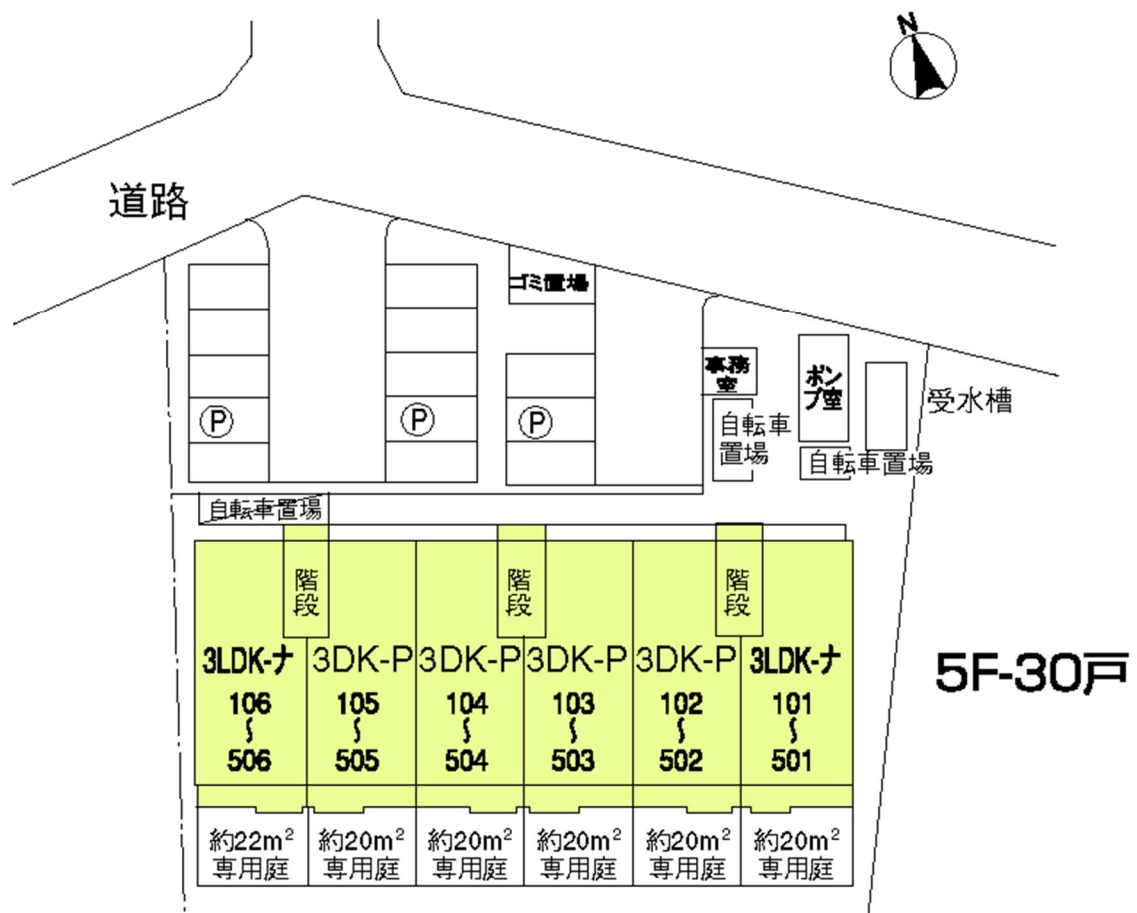 N
道路
ゴミ置場
事務
室
ポン
プ室
受水槽
P
P
P
自転車
置場
自転車置場
自転車置場
階
段
階
段
階
段
3LDK-ナ
3DK-P
3DK-P
3DK-P
3DK-P
3LDK-ナ
5F-30戸
106
〜
506
105
〜
505
104
〜
504
103
〜
503
102
〜
502
101
〜
501
約22m²
専用庭
約20m²
専用庭
約20m²
専用庭
約20m²
専用庭
約20m²
専用庭
約20m²
専用庭